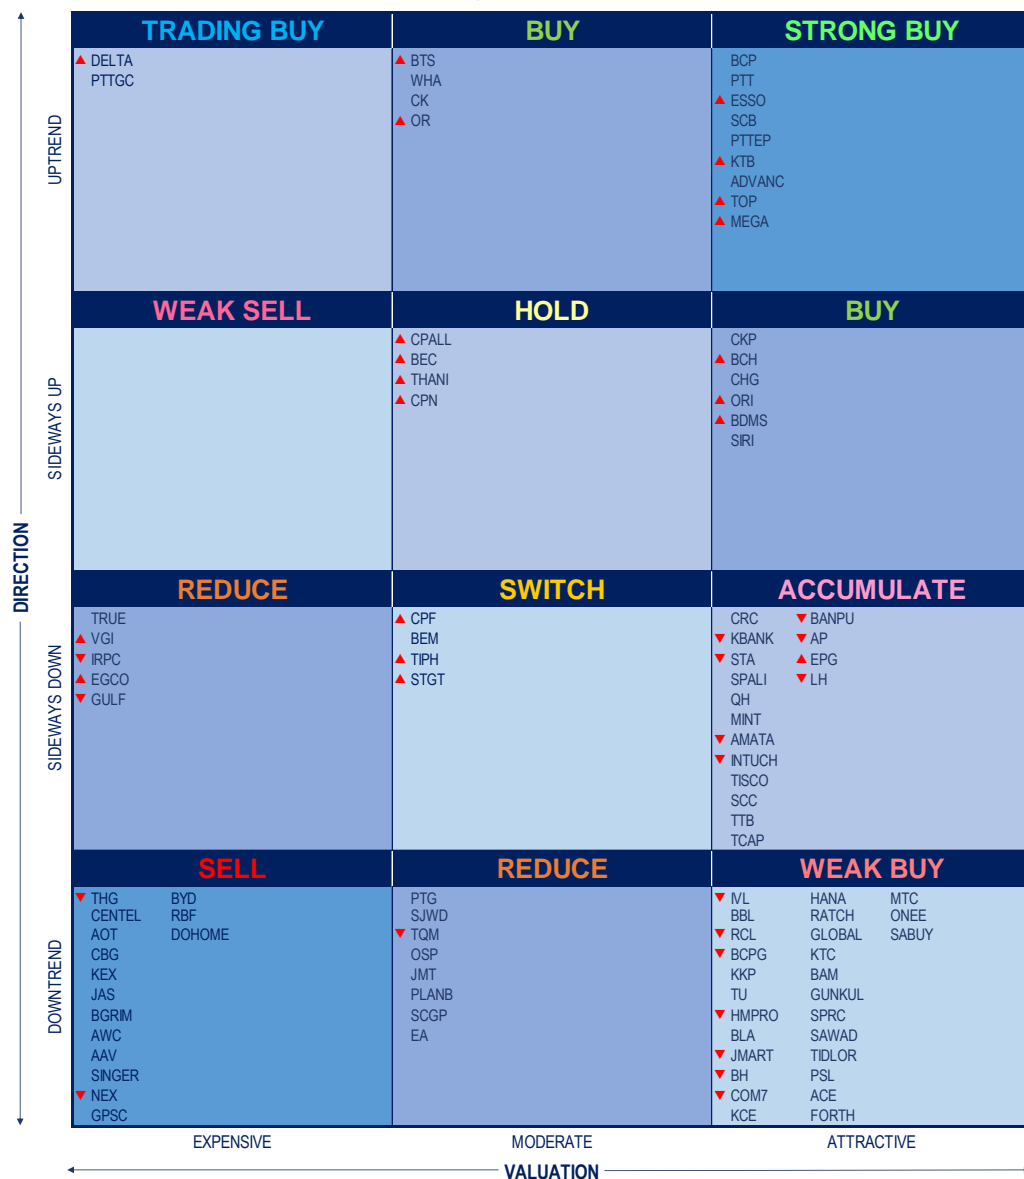 TRADING BUY
BUY
STRONG BUY
UPTREND
▲ DELTA
PTTGC
▲ BTS
WHA
CK
▲ OR
BCP
PTT
▲ ESSO
SCB
PTTEP
▲ KTB
ADVANC
▲ TOP
▲ MEGA
WEAK SELL
HOLD
BUY
SIDEWAYS UP
▲ CPALL
▲ BEC
▲ THANI
▲ CPN
CKP
▲ BCH
CHG
▲ ORI
▲ BDMS
SIRI
DIRECTION
REDUCE
SWITCH
ACCUMULATE
SIDEWAYS DOWN
TRUE
▲ VGI
▼ IRPC
▲ EGCO
▼ GULF
▲ CPF
BEM
▲ TIPH
▲ STGT
CRC ▼ BANPU
▼ KBANK ▼ AP
▼ STA ▲ EPG
SPALI ▼ LH
QH
MINT
▼ AMATA
▼ INTUCH
TISCO
SCC
TTB
TCAP
SELL
REDUCE
WEAK BUY
DOWNTREND
▼ THG BYD
CENTEL RBF
AOT DOHOME
CBG
KEX
JAS
BGRIM
AWC
AAV
SINGER
▼ NEX
GPSC
PTG
SJWD
▼ TQM
OSP
JMT
PLANB
SCGP
EA
▼ IVL HANA MTC
BBL RATCH ONEE
▼ RCL GLOBAL SABUY
▼ BCPG KTC
KKP BAM
TU GUNKUL
▼ HMPRO SPRC
BLA SAWAD
▼ JMART TIDLOR
▼ BH PSL
▼ COM7 ACE
KCE FORTH
EXPENSIVE
MODERATE
ATTRACTIVE
VALUATION